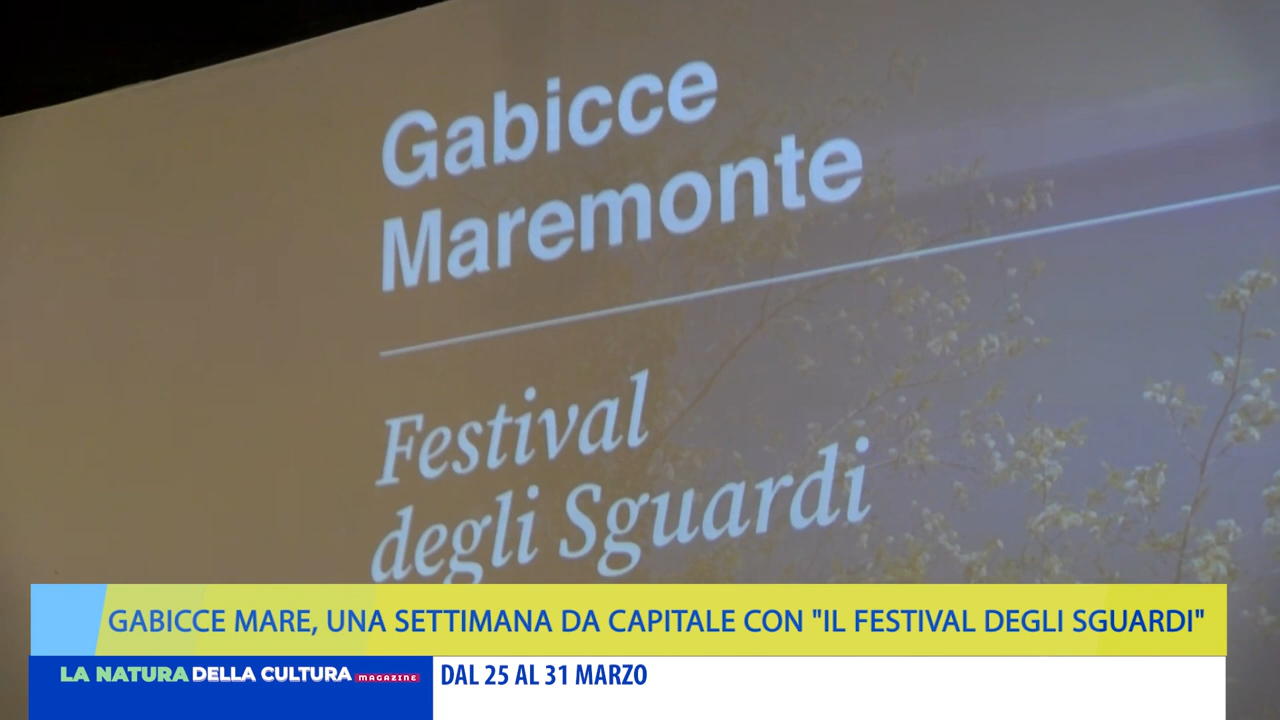 Gabicce
Maremonte
Festival
degli Sguardi
GABICCE MARE, UNA SETTIMANA DA CAPITALE CON "IL FESTIVAL DEGLI SGUARDI"
LA NATURA DELLA CULTURA MAGAZINE
DAL 25 AL 31 MARZO